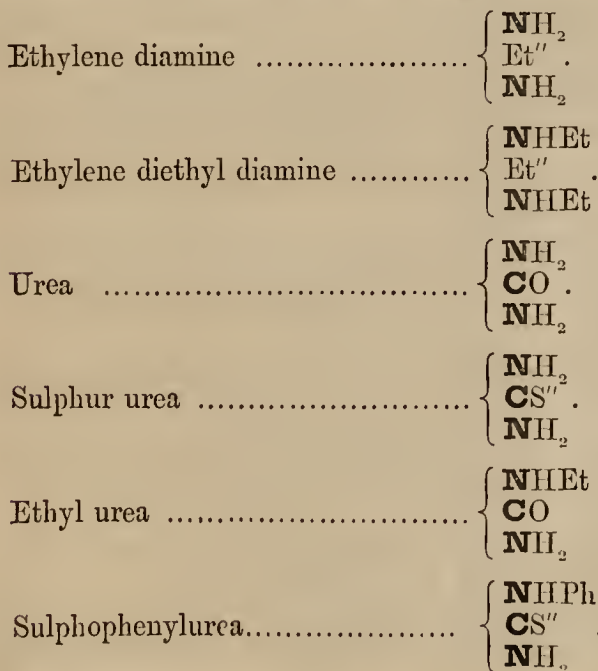 NH₂
Ethylene diamine ..................... { Et″ .
NH₂
NHEt
Ethylene diethyl diamine ............ { Et″ .
NHEt
NH₂
Urea .................................... { CO .
NH₂
NH₂
Sulphur urea ........................... { CS″ .
NH₂
NHEt
Ethyl urea .............................. { CO
NH₂
NHPh
Sulphophenylurea..................... { CS″ .
NH₂